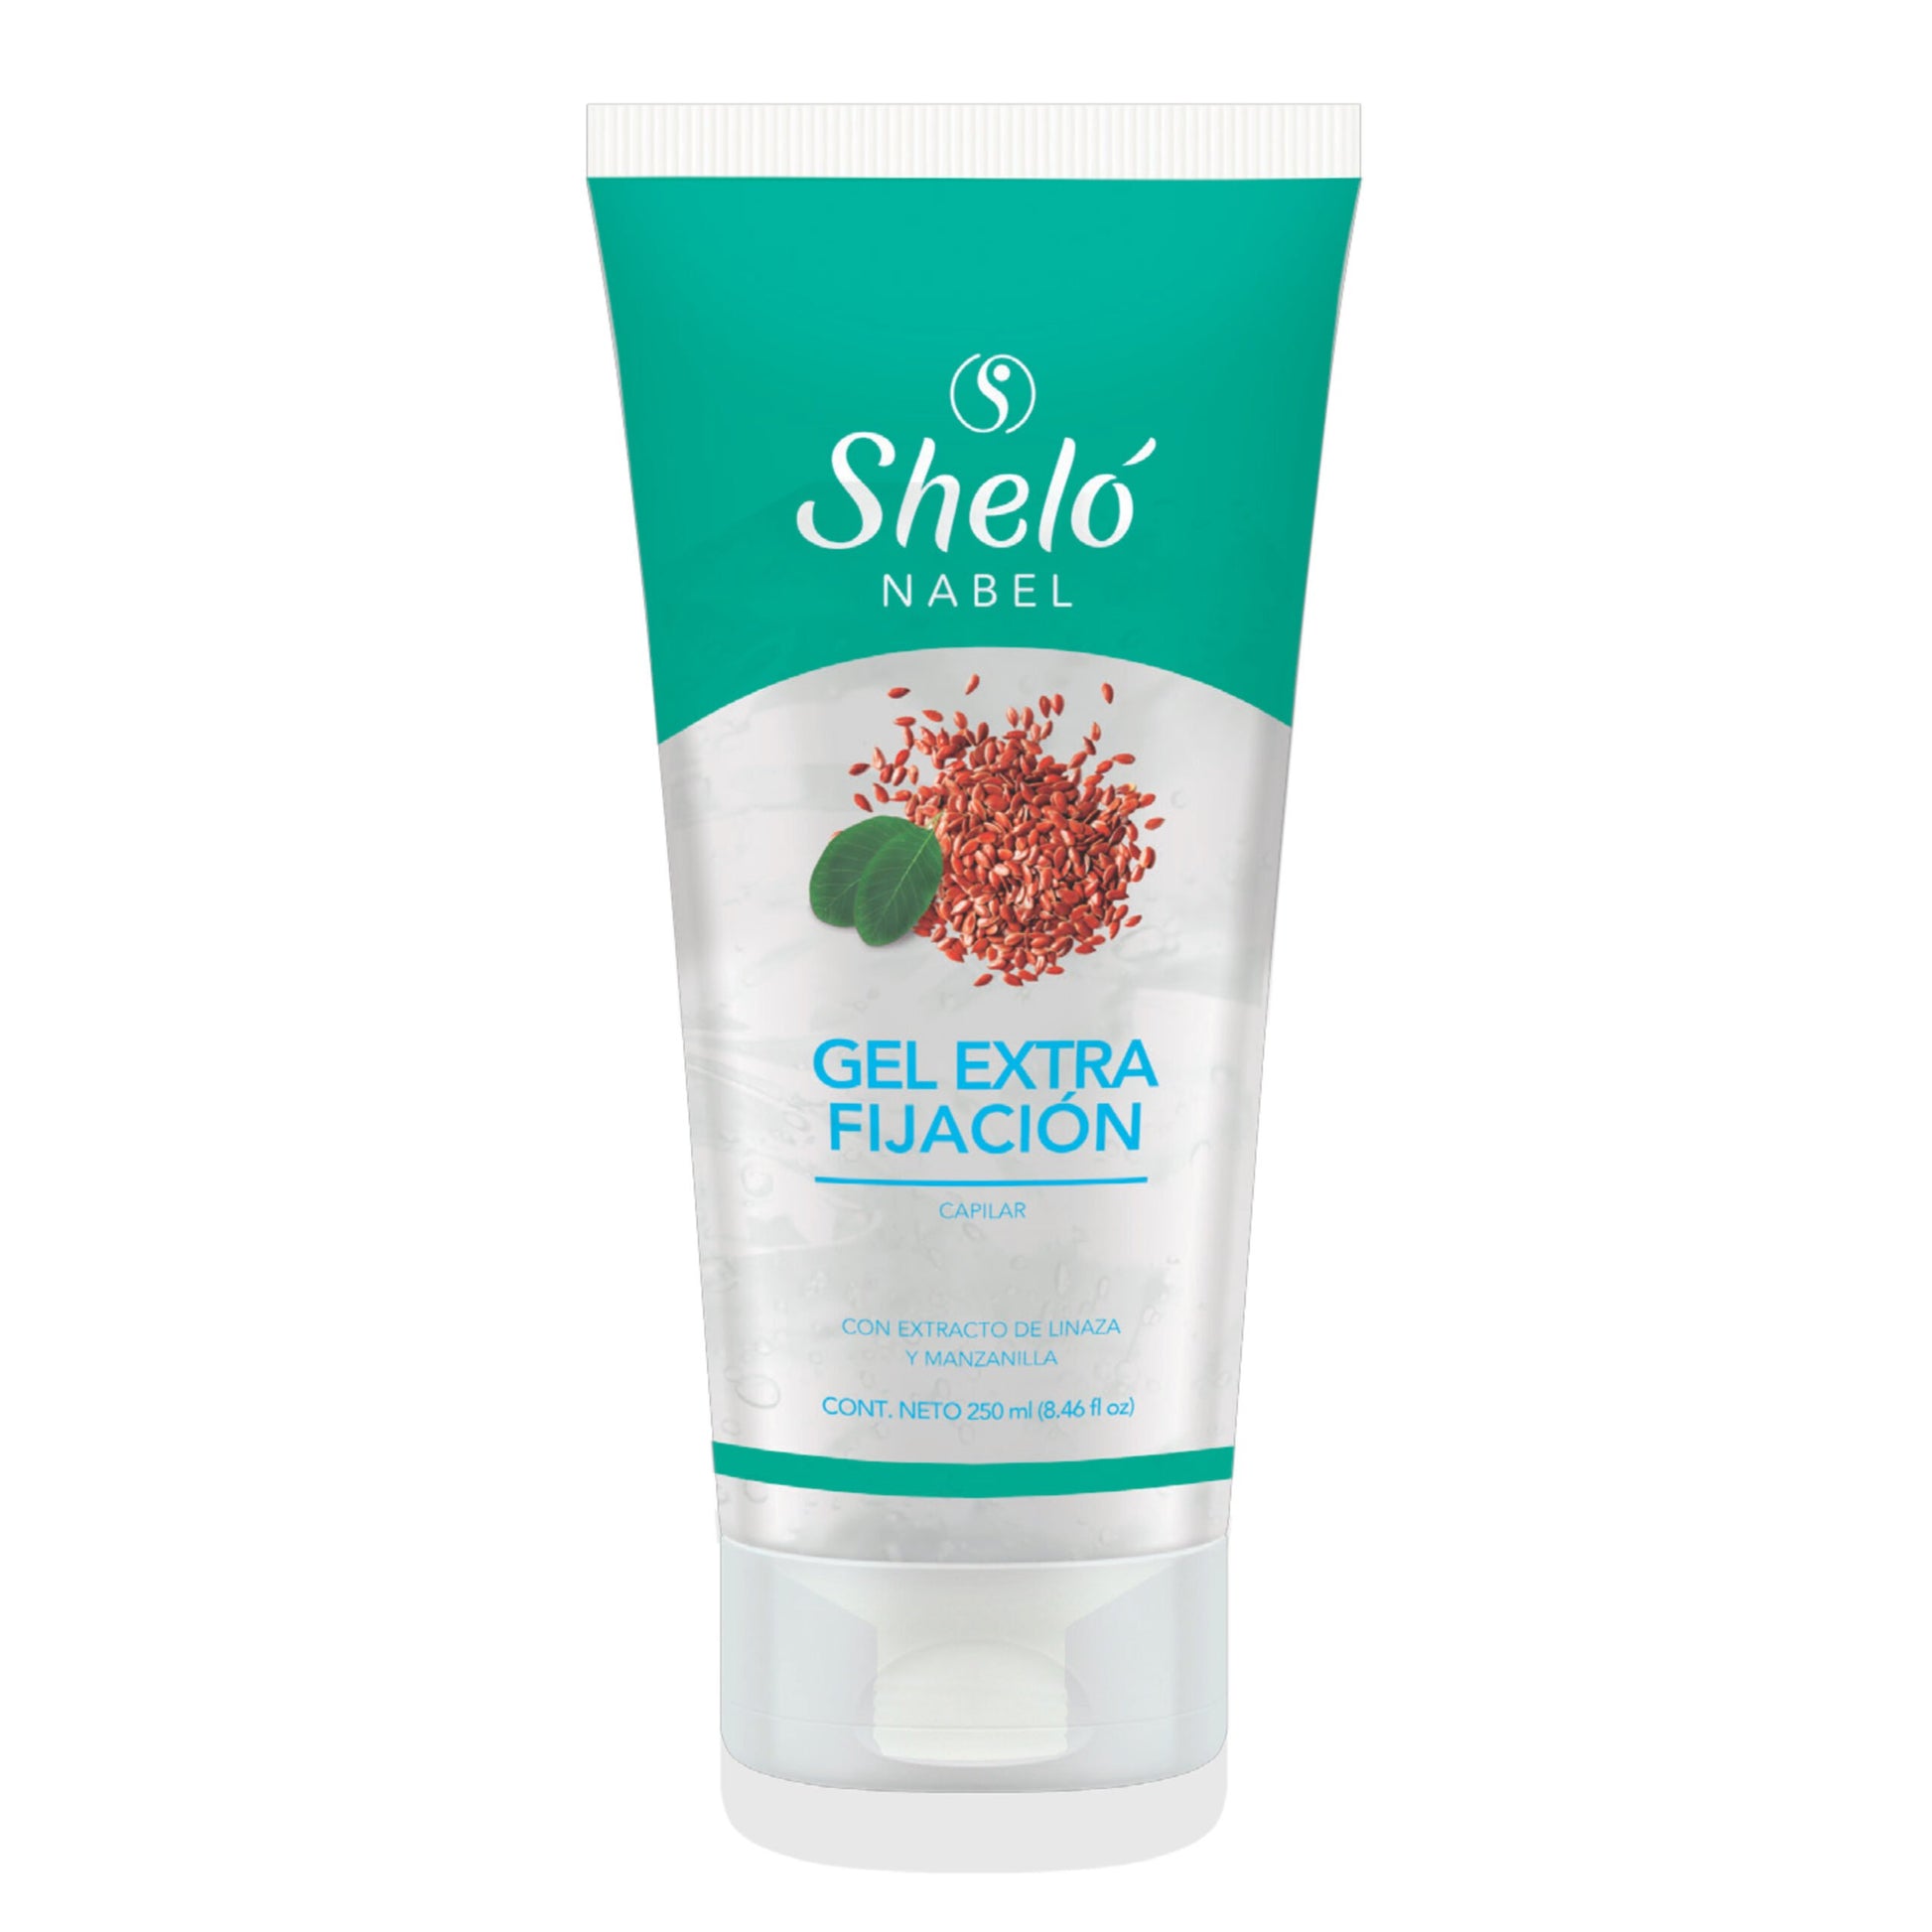 Sheló
NABEL
GEL EXTRA
FIJACIÓN
CAPILAR
CON EXTRACTO DE LINAZA
Y MANZANILLA
CONT. NETO 250 ml (8.46 fl oz)